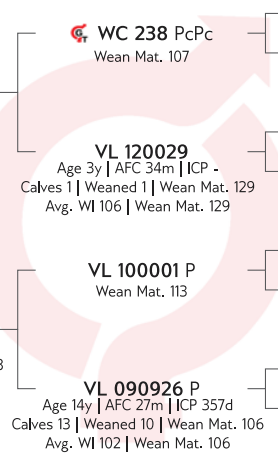 WC 238 PcPc
Wean Mat. 107
VL 120029
Age 3y | AFC 34m | ICP -
Calves 1 | Weaned 1 | Wean Mat. 129
Avg. WI 106 | Wean Mat. 129
VL 100001 P
Wean Mat. 113
VL 090926 P
Age 14y | AFC 27m | ICP 357d
Calves 13 | Weaned 10 | Wean Mat. 106
Avg. WI 102 | Wean Mat. 106